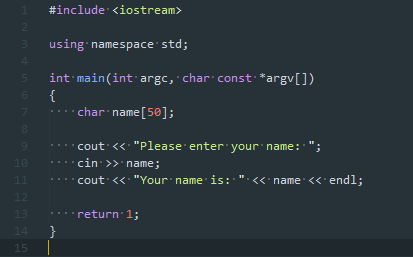 1 #include <iostream>
2
3 using namespace std;
4
5 int main(int argc, char const *argv[])
6 {
7     char name[50];
8
9     cout << "Please enter your name: ";
10     cin >> name;
11     cout << "Your name is: " << name << endl;
12
13     return 1;
14 }
15